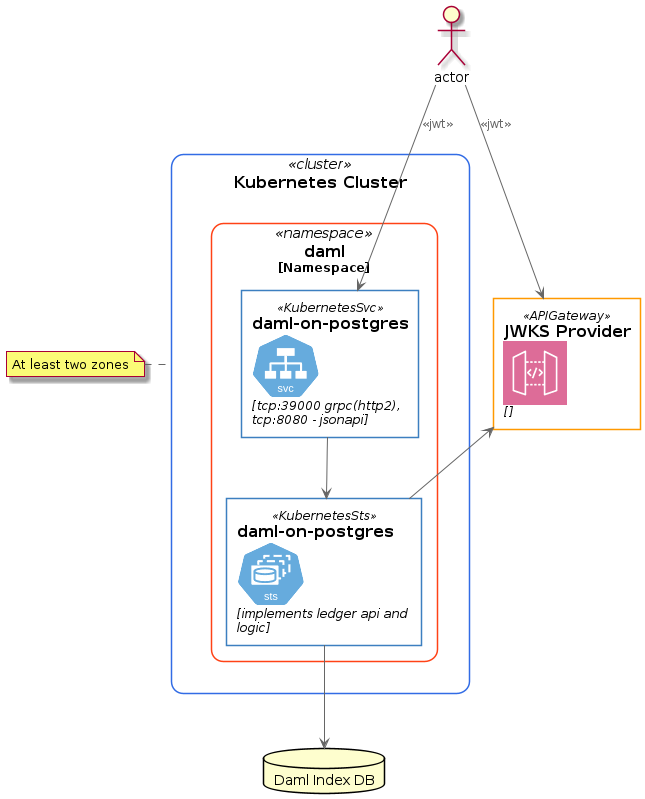 actor
«jwt»
«jwt»
«cluster»
Kubernetes Cluster
«namespace»
daml
[Namespace]
«KubernetesSvc»
daml-on-postgres
svc
[tcp:39000 grpc(http2),
tcp:8080 - jsonapi]
«APIGateway»
JWKS Provider
</>
[]
At least two zones
«KubernetesSts»
daml-on-postgres
sts
[implements ledger api and
logic]
Daml Index DB